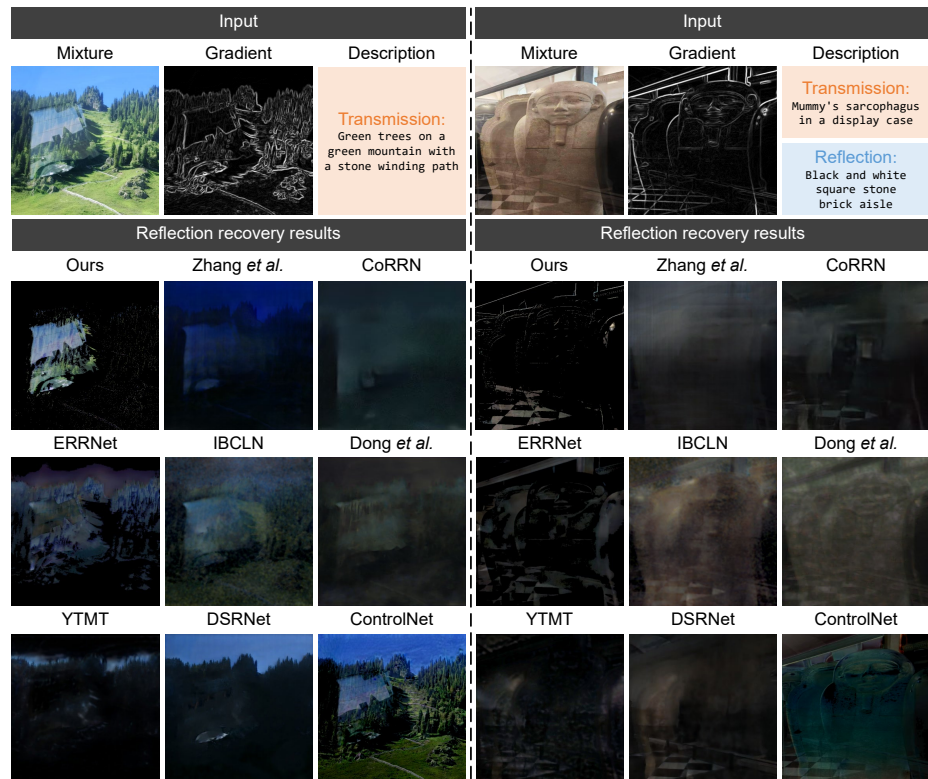 Input
Mixture Gradient Description
Transmission:
Green trees on a
green mountain with
a stone winding path
Reflection recovery results
Ours Zhang et al. CoRRN
ERRNet IBCLN Dong et al.
YTMT DSRNet ControlNet
Input
Mixture Gradient Description
Transmission:
Mummy's sarcophagus
in a display case
Reflection:
Black and white
square stone
brick aisle
Reflection recovery results
Ours Zhang et al. CoRRN
ERRNet IBCLN Dong et al.
YTMT DSRNet ControlNet